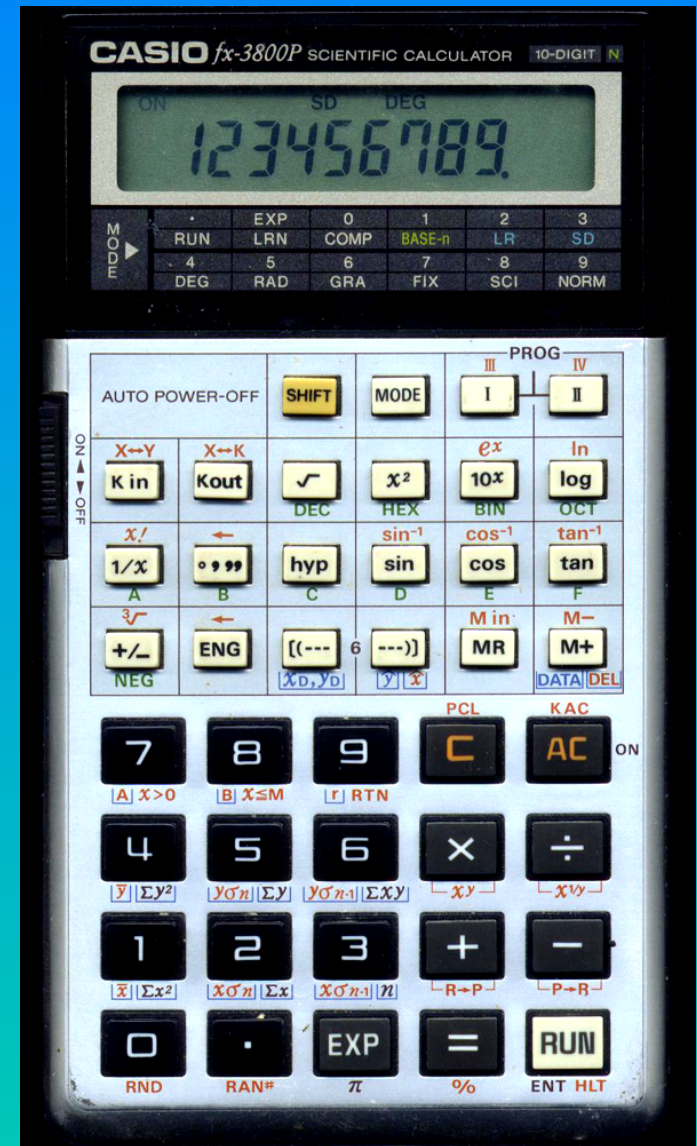 CASIO fx-3800P SCIENTIFIC CALCULATOR 10-DIGIT N
ON SD DEG
123456789.
MODE
· EXP 0 1 2 3
RUN LRN COMP BASE-n LR SD
4 5 6 7 8 9
DEG RAD GRA FIX SCI NORM
PROG
III IV
AUTO POWER-OFF SHIFT MODE I II
ON ◄ ► OFF
X↔Y X↔K eˣ ln
K in Kout √ x² 10ˣ log
DEC HEX BIN OCT
x! ← sin⁻¹ cos⁻¹ tan⁻¹
1/x ° ’ ’’ hyp sin cos tan
A B C D E F
³√ ← M in M−
+/− ENG [(--- 6 ---)] MR M+
NEG xD,yD ŷ x̂ DATA DEL
PCL KAC
7 8 9 C AC ON
A x>0 B x≦M r RTN
4 5 6 × ÷
ȳ Σy² yσn Σy yσn-1 Σxy xʸ x¹/ʸ
1 2 3 + −
x̄ Σx² xσn Σx xσn-1 n R→P P→R
0 · EXP = RUN
RND RAN# π % ENT HLT